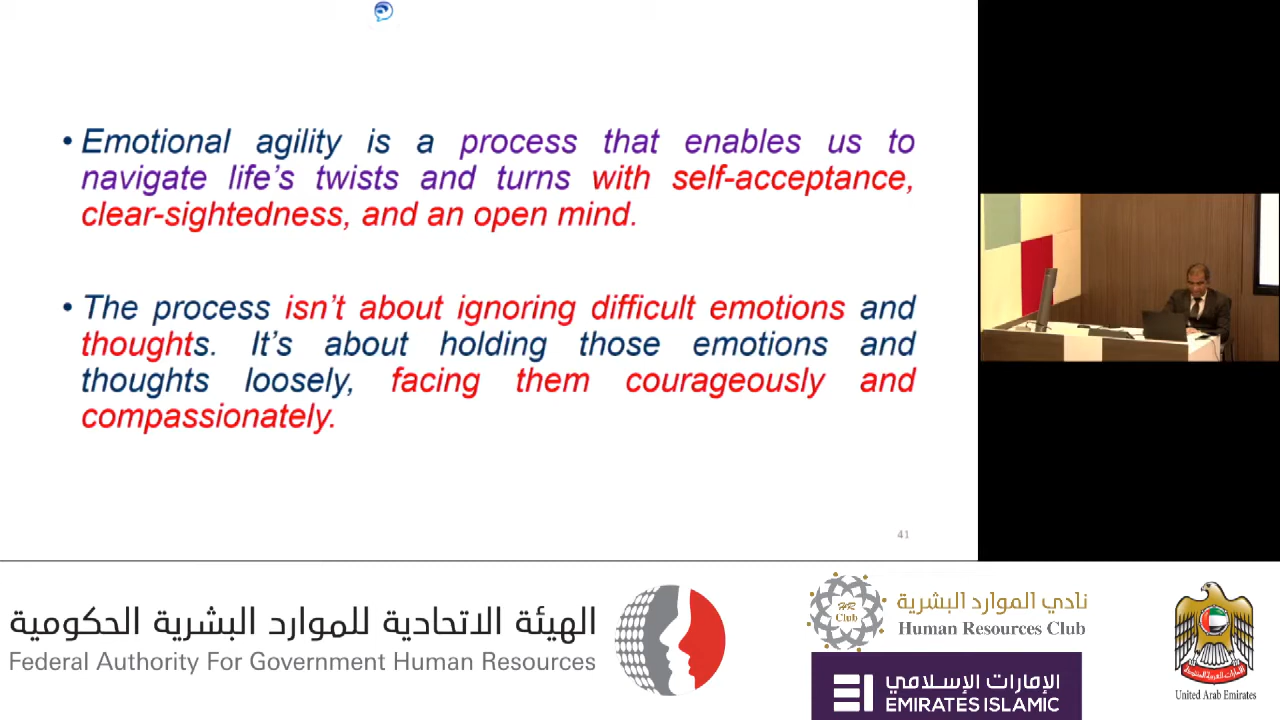 • Emotional agility is a process that enables us to
navigate life’s twists and turns with self-acceptance,
clear-sightedness, and an open mind.
• The process isn’t about ignoring difficult emotions and
thoughts. It’s about holding those emotions and
thoughts loosely, facing them courageously and
compassionately.
41
الهيئة الاتحادية للموارد البشرية الحكومية
Federal Authority For Government Human Resources
HR
Club
نادي الموارد البشرية
Human Resources Club
الإمارات الإسلامي
EMIRATES ISLAMIC
United Arab Emirates